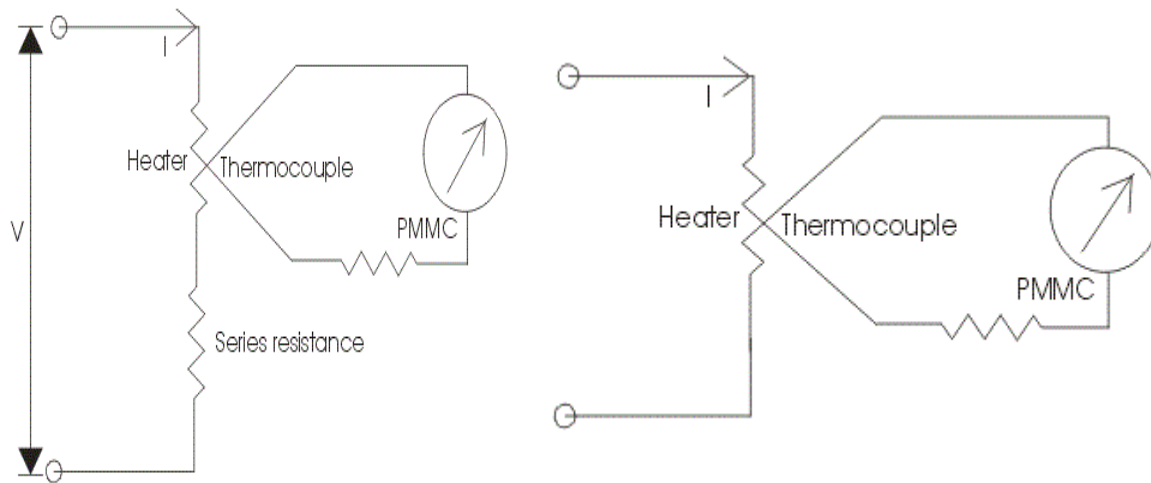 I
Heater Thermocouple
PMMC
V
Series resistance
I
Heater Thermocouple
PMMC